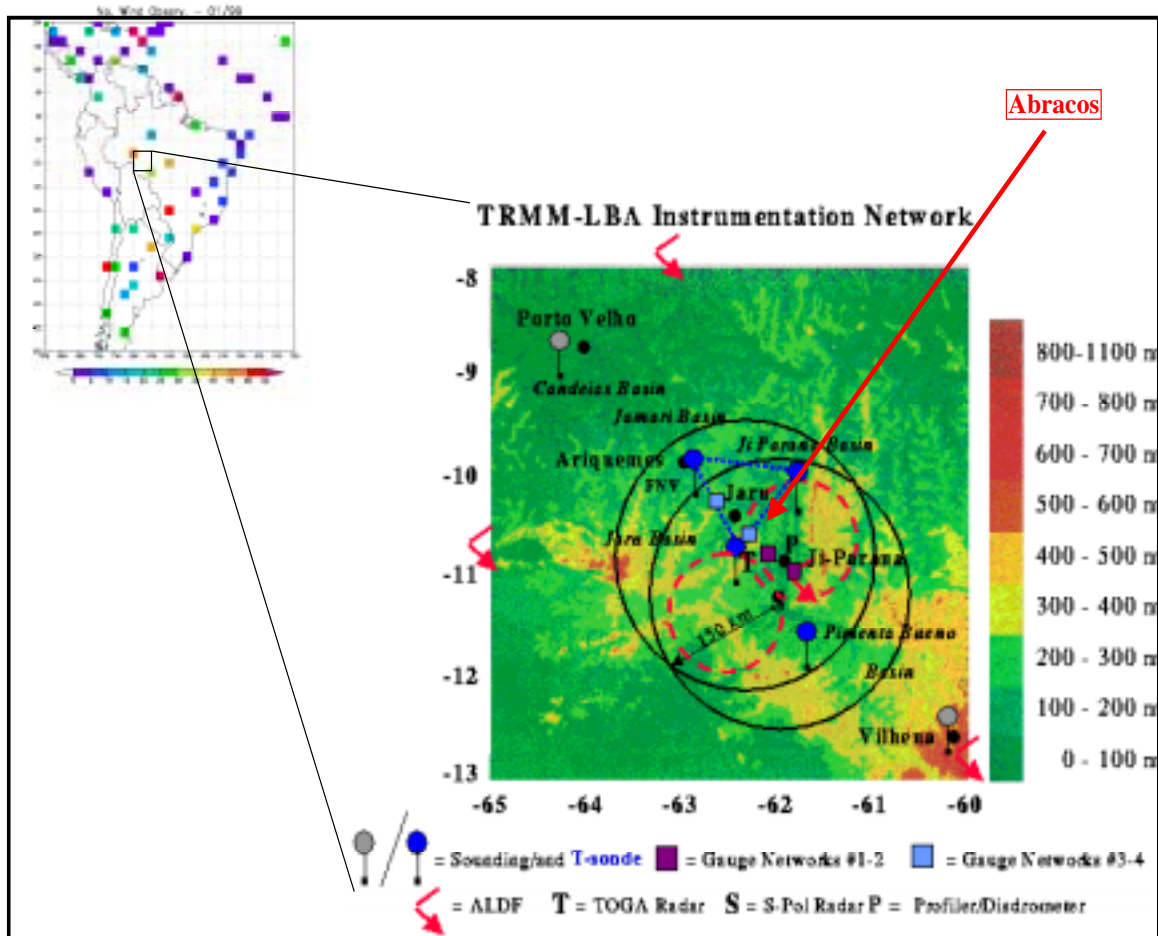 No. Wind Observ. - 01/99
Abracos
TRMM-LBA Instrumentation Network
-8
-9
-10
-11
-12
-13
Porto Velho
Candeias Basin
Jamari Basin
Ji Parana Basin
Ariquemes
FNV
Jaru
Jaru Basin
P
T
Ji-Parana
S
150 km
Pimenta Bueno
Basin
Vilhena
-65 -64 -63 -62 -61 -60
800-1100 m
700 - 800 m
600 - 700 m
500 - 600 m
400 - 500 m
300 - 400 m
200 - 300 m
100 - 200 m
0 - 100 m
= Sounding/and T-sonde = Gauge Networks #1-2 = Gauge Networks #3-4
= ALDF T = TOGA Radar S = S-Pol Radar P = Profiler/Disdrometer